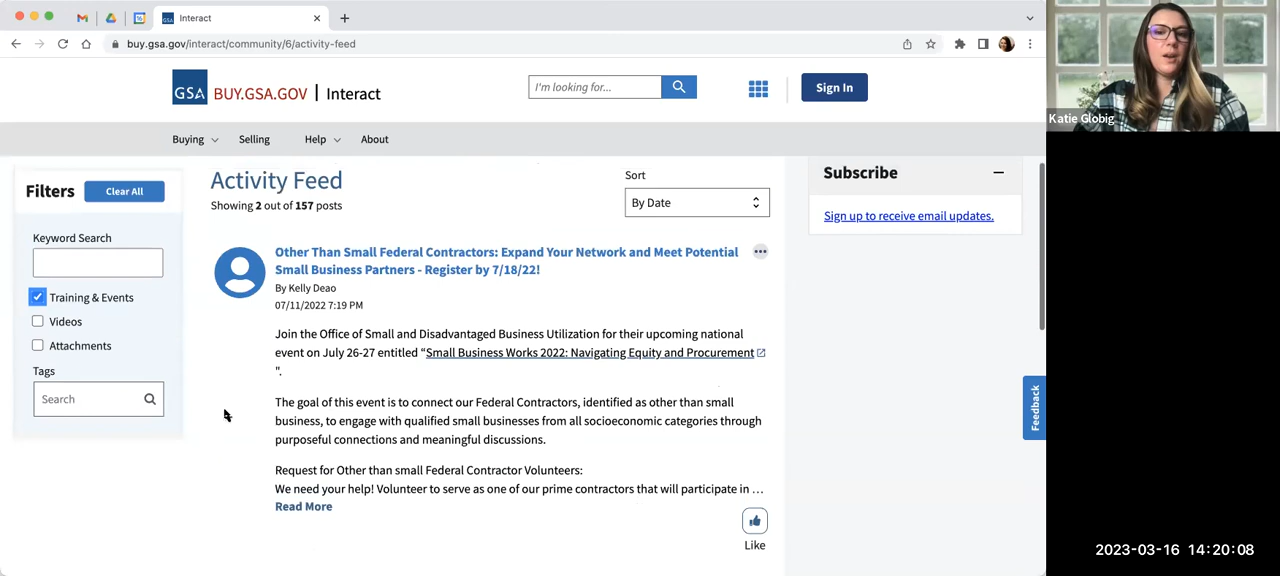 Interact
buy.gsa.gov/interact/community/6/activity-feed
GSA BUY.GSA.GOV | Interact
I'm looking for...
Sign In
Buying
Selling
Help
About
Filters
Clear All
Keyword Search
Training & Events
Videos
Attachments
Tags
Search
Activity Feed
Showing 2 out of 157 posts
Sort
By Date
Other Than Small Federal Contractors: Expand Your Network and Meet Potential
Small Business Partners - Register by 7/18/22!
By Kelly Deao
07/11/2022 7:19 PM
Join the Office of Small and Disadvantaged Business Utilization for their upcoming national
event on July 26-27 entitled “Small Business Works 2022: Navigating Equity and Procurement
".
The goal of this event is to connect our Federal Contractors, identified as other than small
business, to engage with qualified small businesses from all socioeconomic categories through
purposeful connections and meaningful discussions.
Request for Other than small Federal Contractor Volunteers:
We need your help! Volunteer to serve as one of our prime contractors that will participate in ...
Read More
Like
Subscribe
Sign up to receive email updates.
Feedback
Katie Globig
2023-03-16 14:20:08